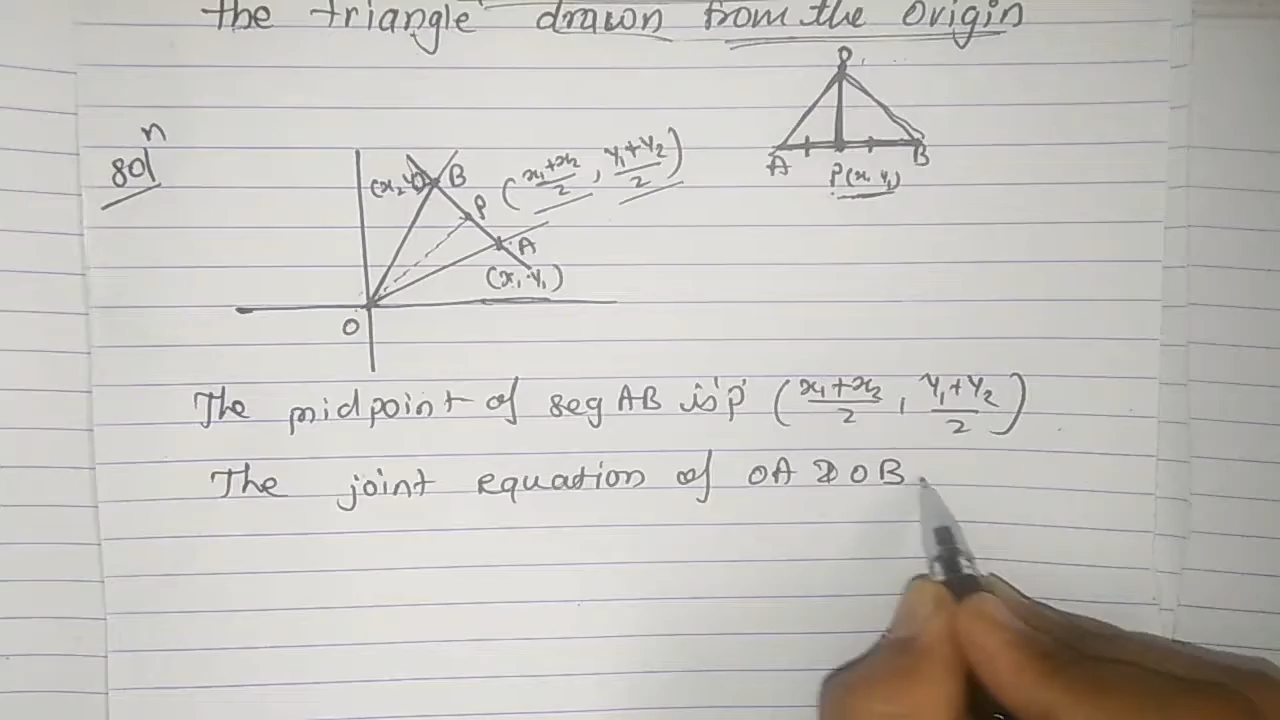 the triangle drawn from the origin
A B
P(x, y₁)
Solⁿ
(x₂ y₂) B
P (x₁+x₂/2 , y₁+y₂/2)
A
(x₁, y₁)
O
The midpoint of seg AB is 'P' (x₁+x₂/2 , y₁+y₂/2)
The joint equation of OA & OB